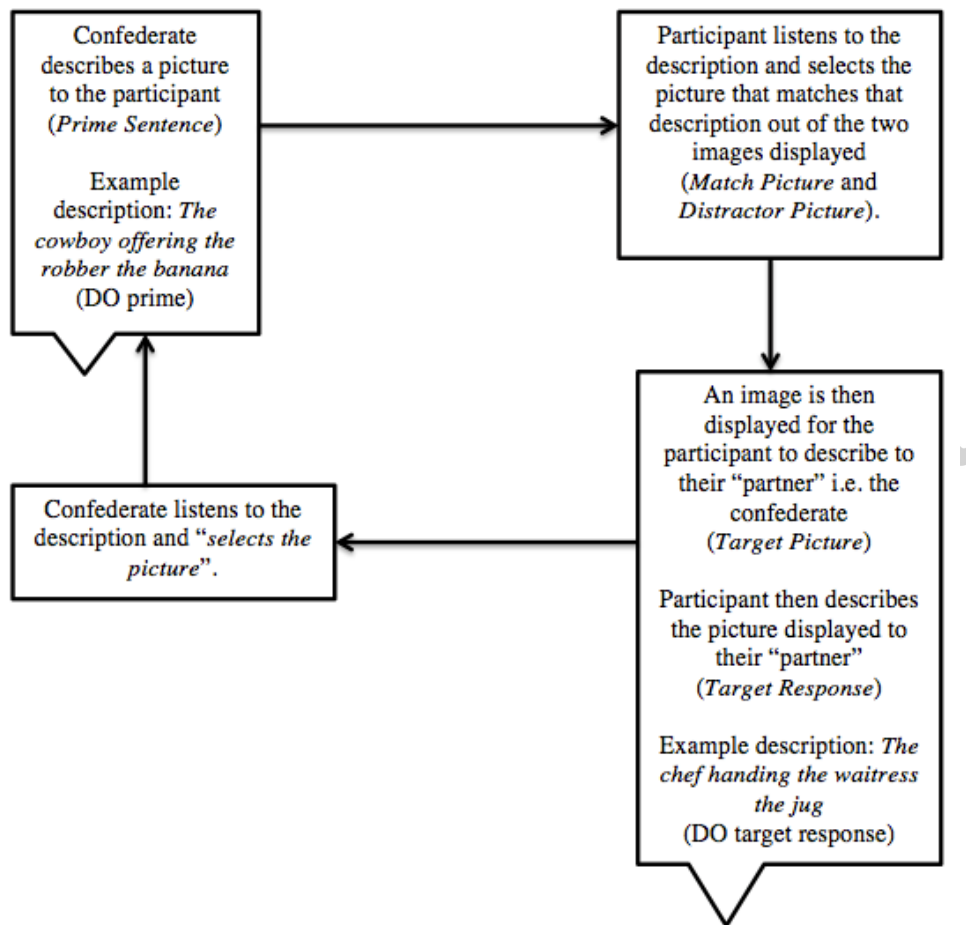 Confederate
describes a picture
to the participant
(Prime Sentence)
Example
description: The
cowboy offering the
robber the banana
(DO prime)
Participant listens to the
description and selects the
picture that matches that
description out of the two
images displayed
(Match Picture and
Distractor Picture).
An image is then
displayed for the
participant to describe to
their “partner” i.e. the
confederate
(Target Picture)
Participant then describes
the picture displayed to
their “partner”
(Target Response)
Example description: The
chef handing the waitress
the jug
(DO target response)
Confederate listens to the
description and “selects the
picture”.